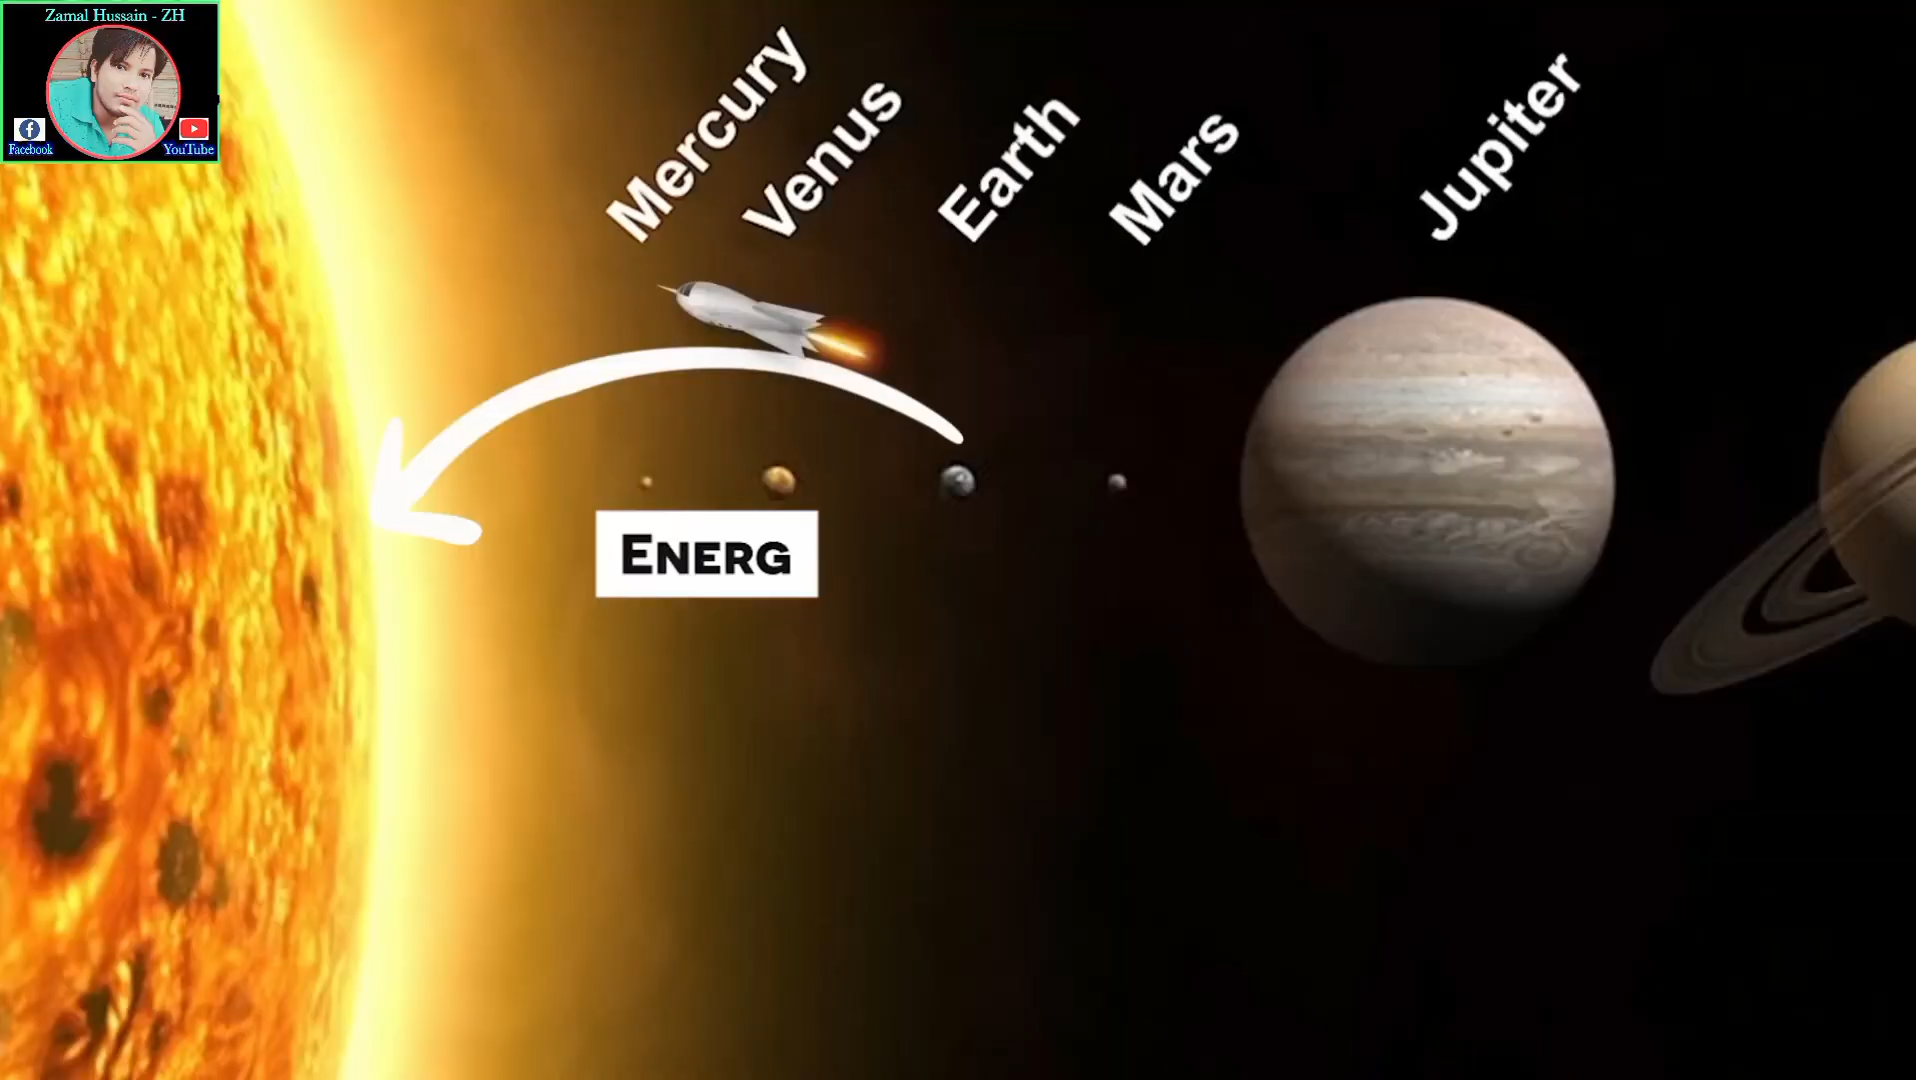 Zamal Hussain - ZH
Facebook
YouTube
Mercury
Venus
Earth
Mars
Jupiter
ENERG